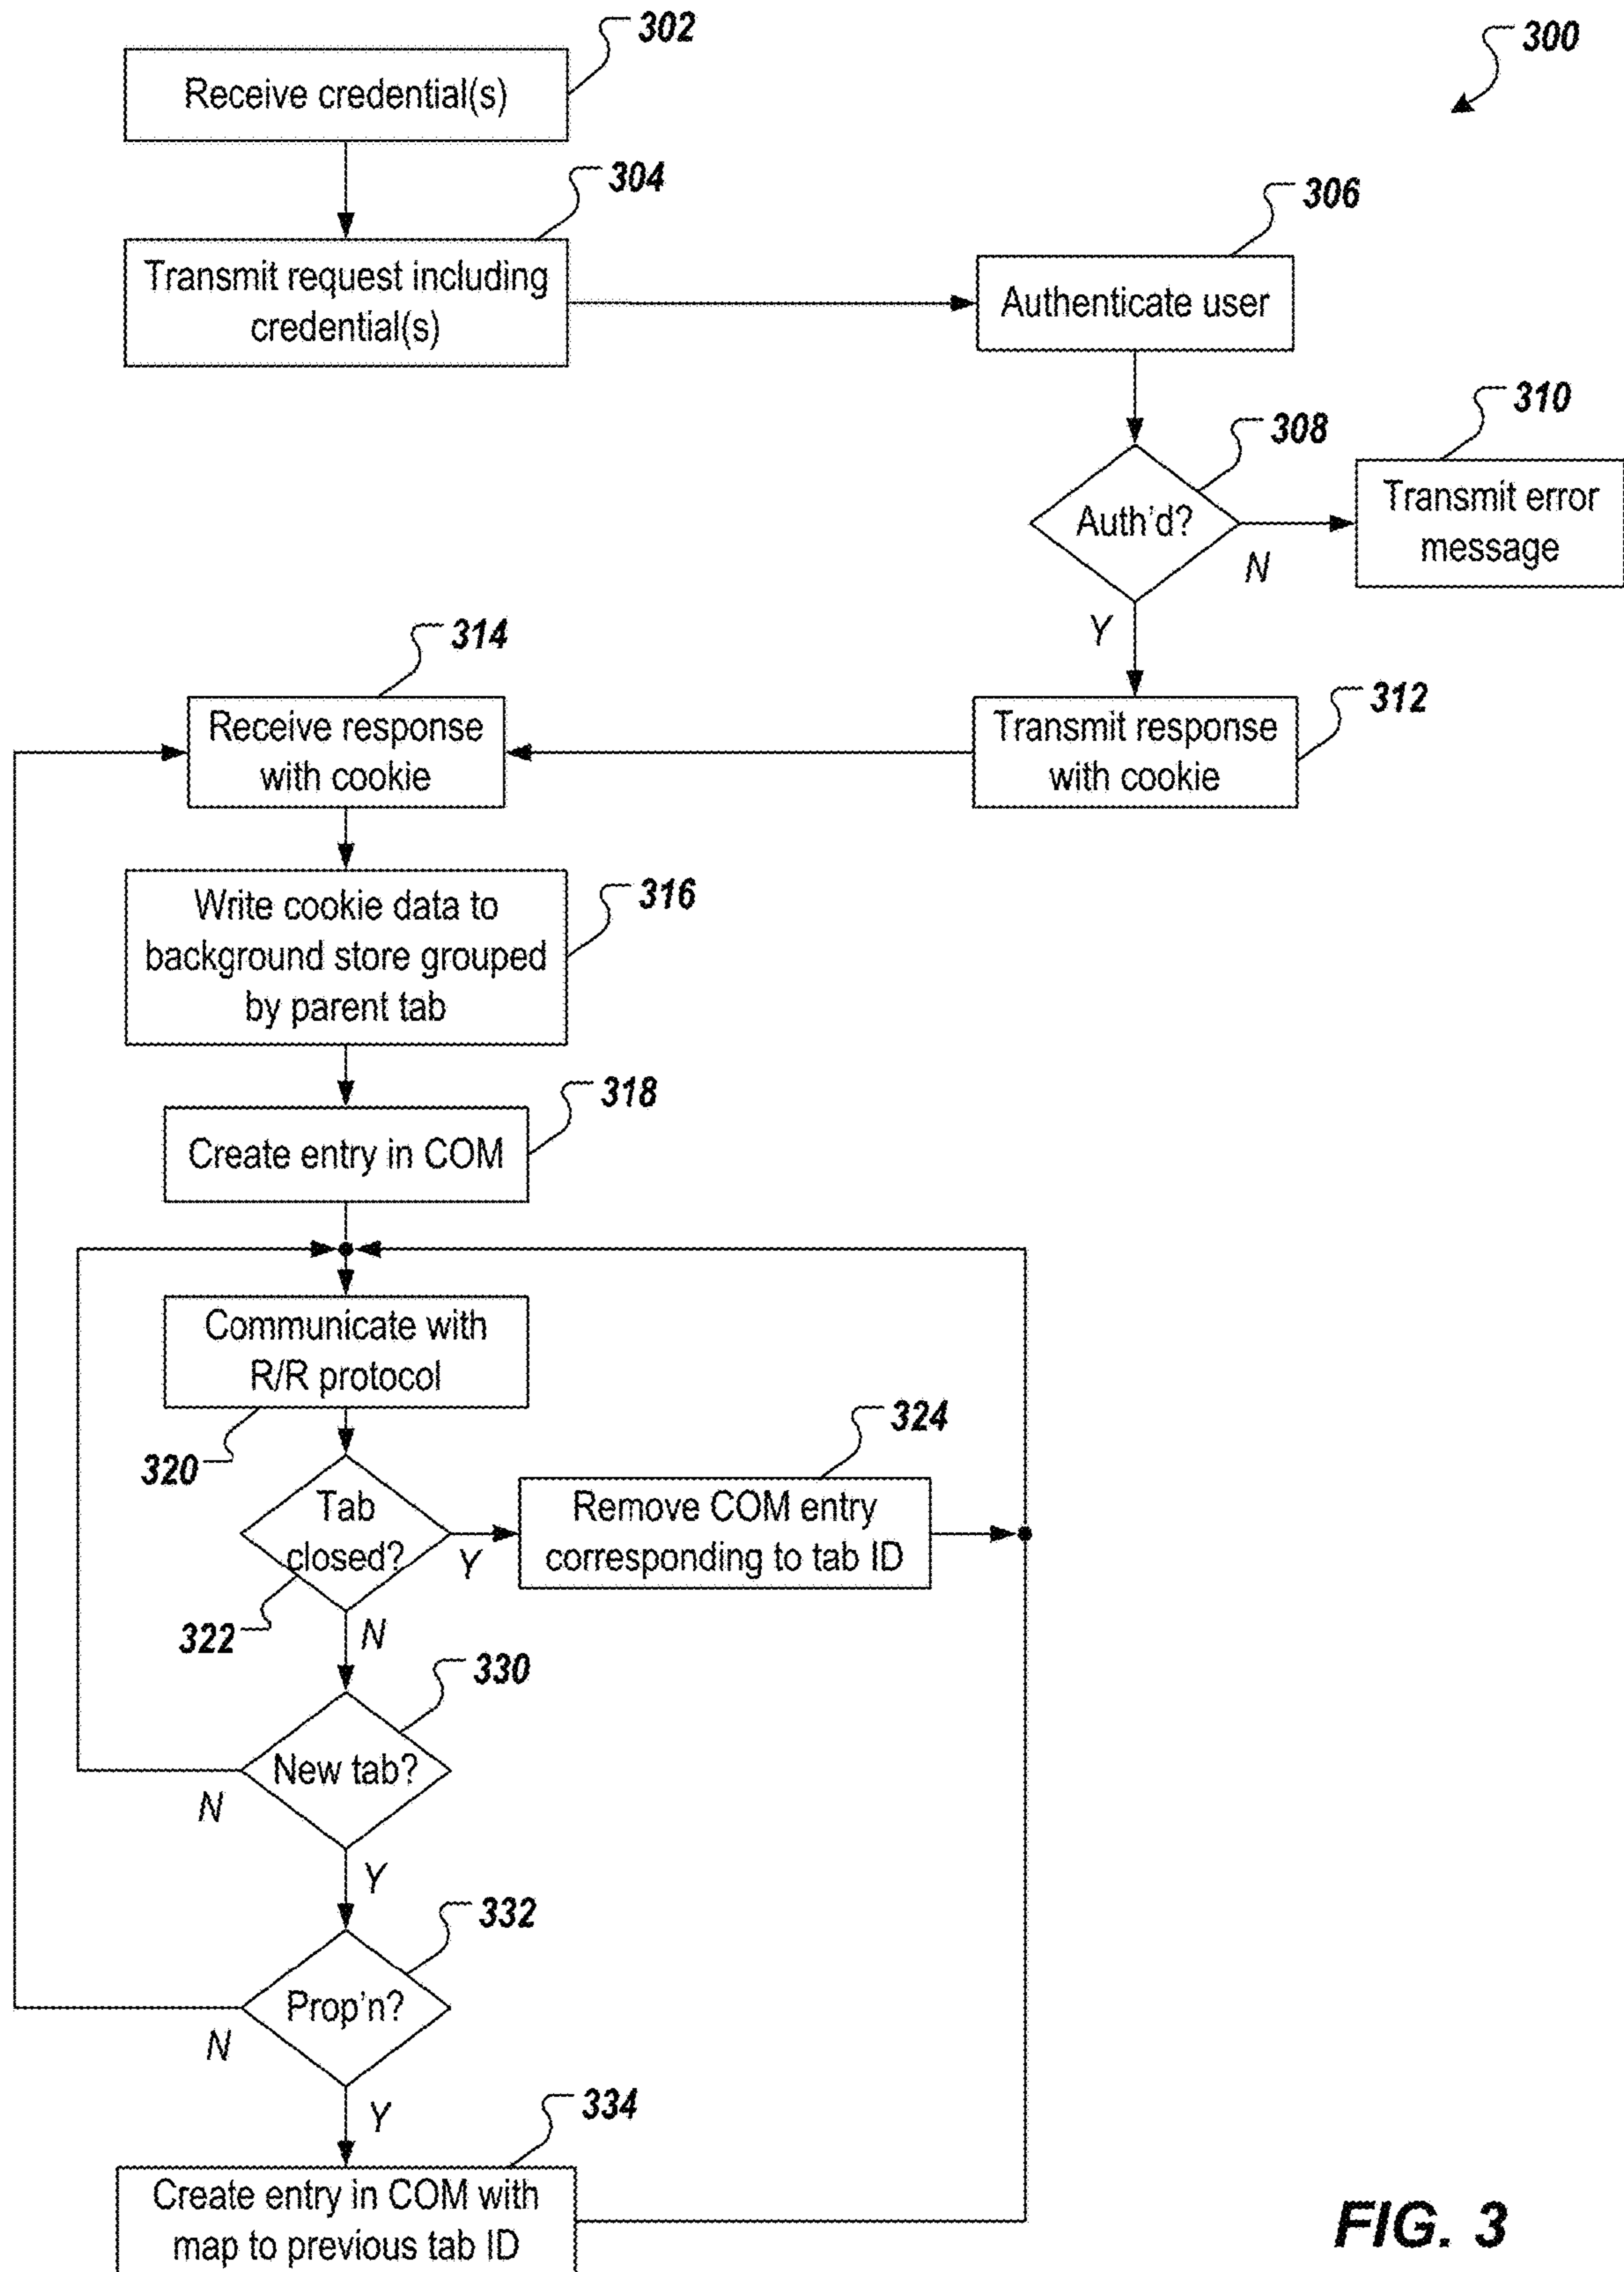 302
300
Receive credential(s)
304
306
Transmit request including
credential(s)
Authenticate user
310
308
Transmit error
message
Auth'd?
N
Y
314
312
Receive response
with cookie
Transmit response
with cookie
316
Write cookie data to
background store grouped
by parent tab
318
Create entry in COM
Communicate with
R/R protocol
324
320
Tab
closed?
Y
Remove COM entry
corresponding to tab ID
322
N
330
New tab?
N
Y
332
Prop'n?
N
Y
334
Create entry in COM with
map to previous tab ID
FIG. 3